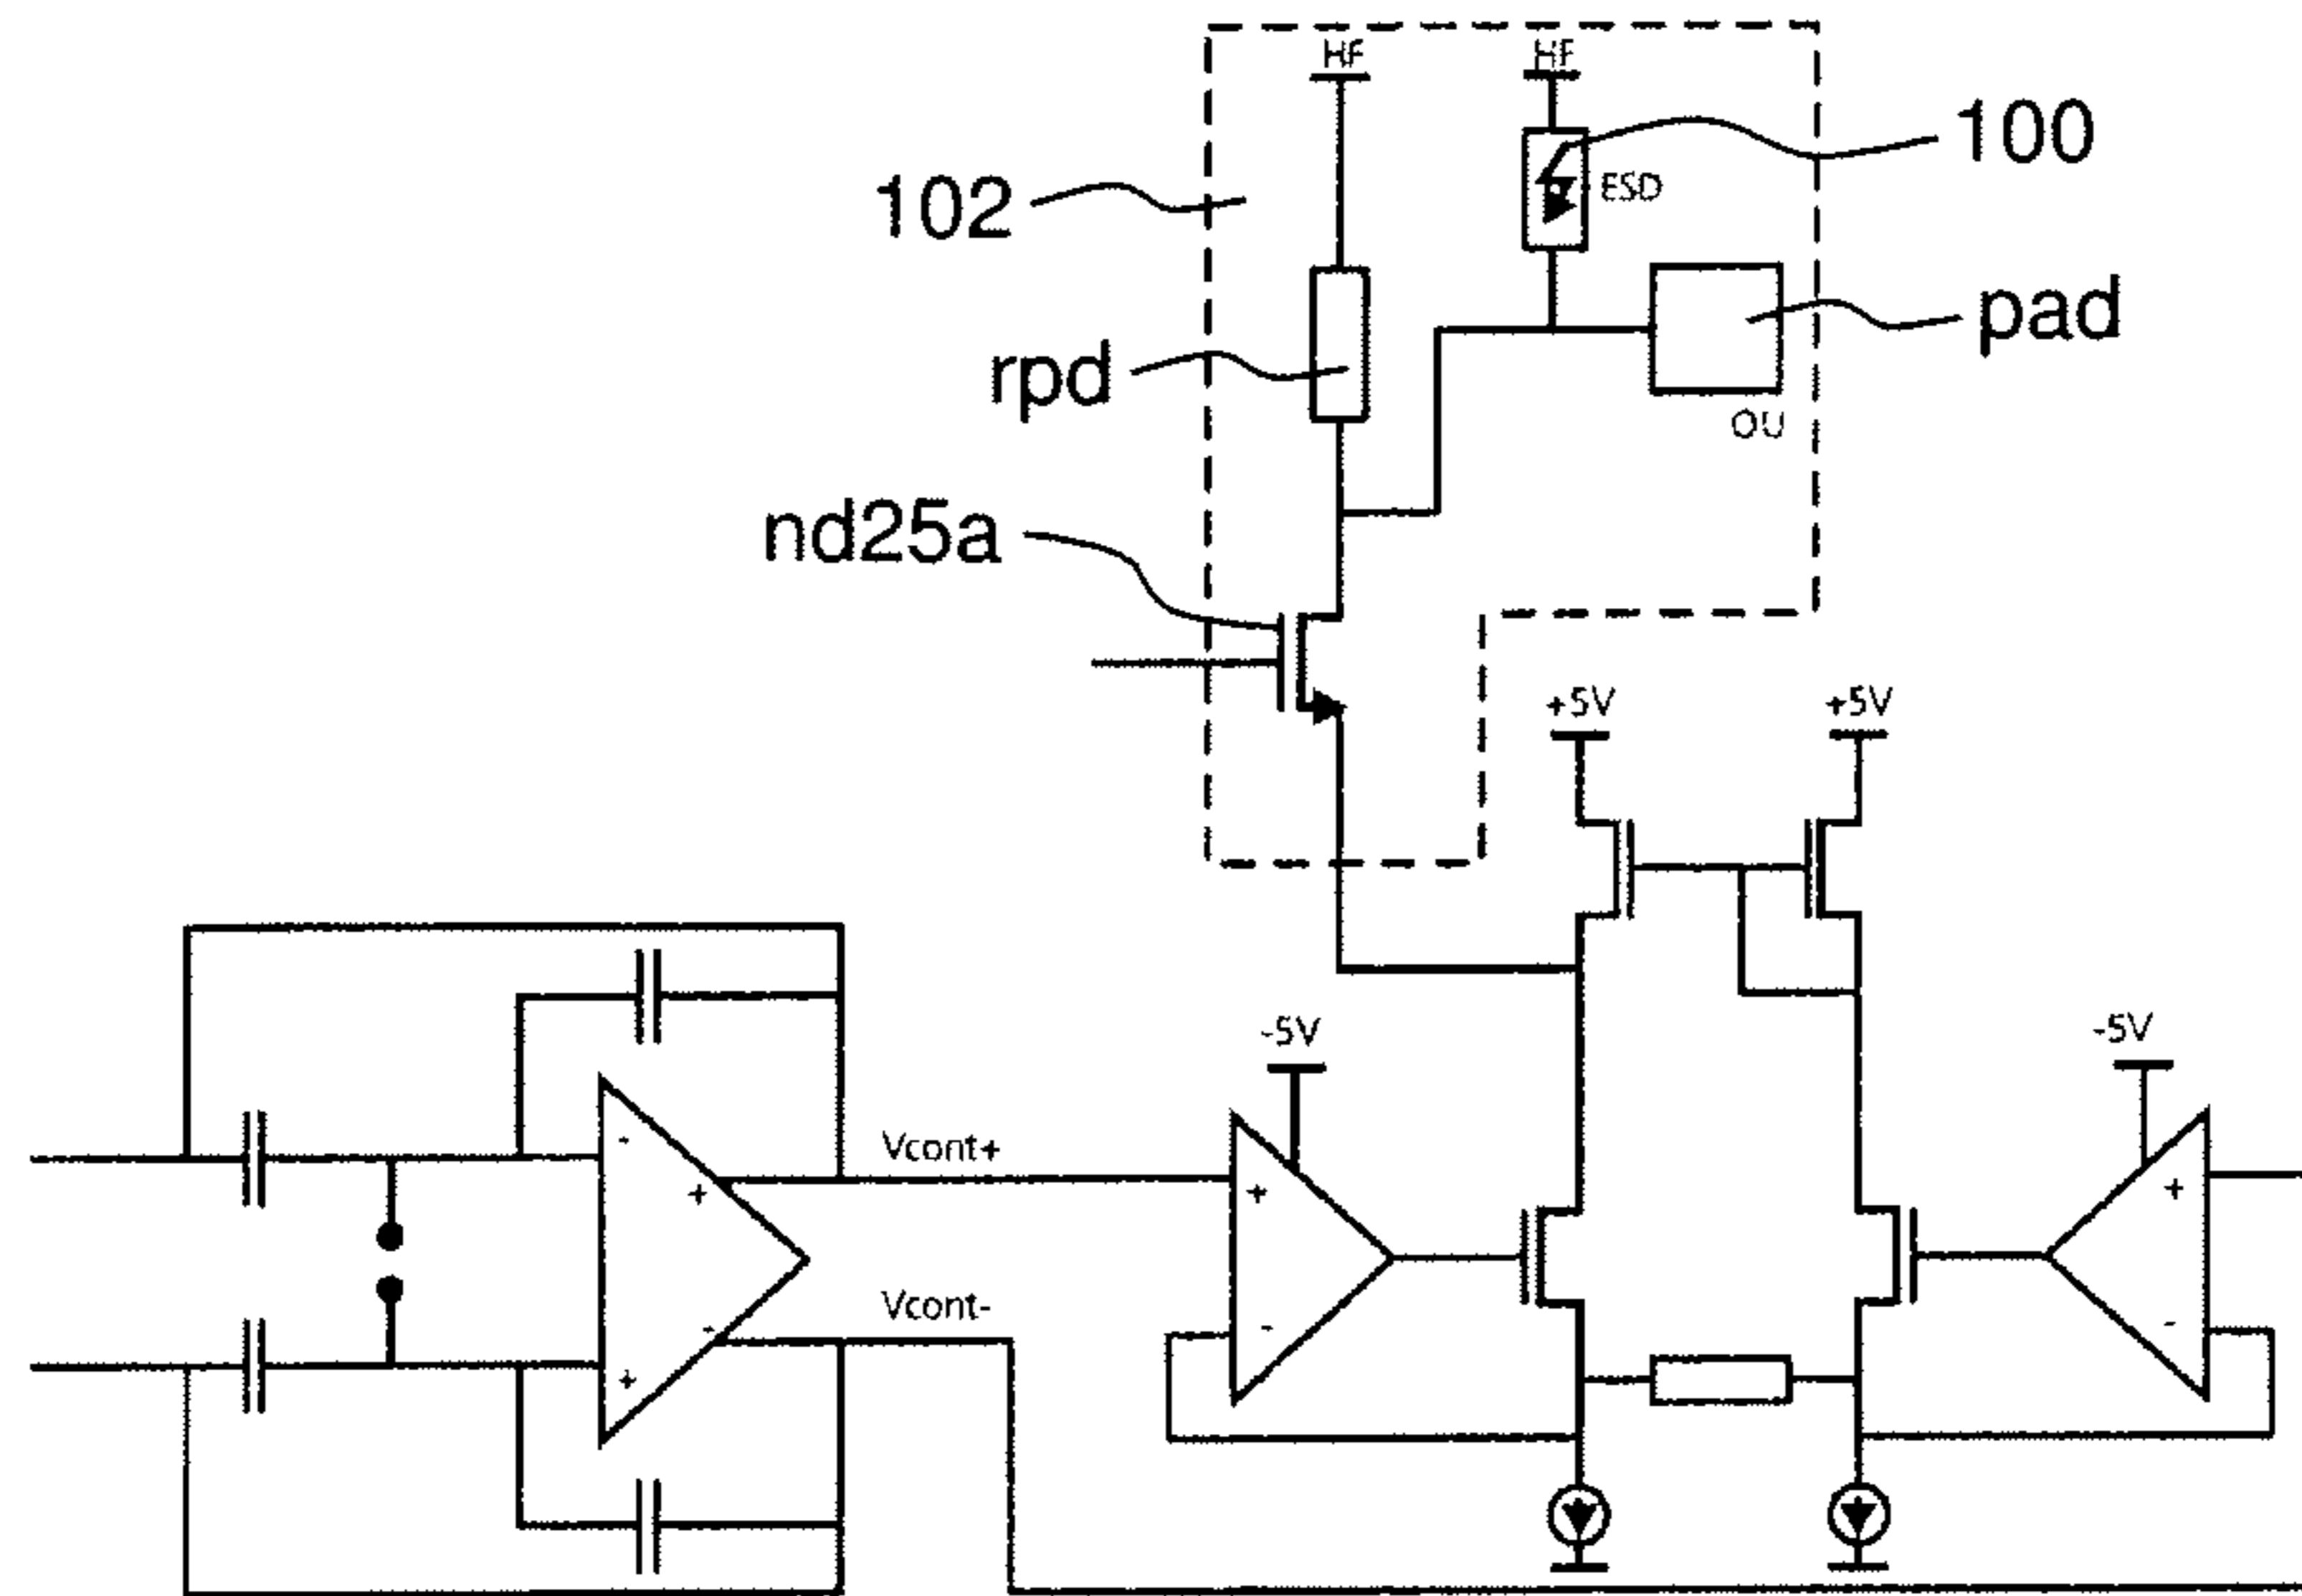 HF HF
100
102
ESD
pad
rpd
OU
nd25a
+5V +5V
-5V -5V
-
Vcont+
+ + +
Vcont-
- - -
+